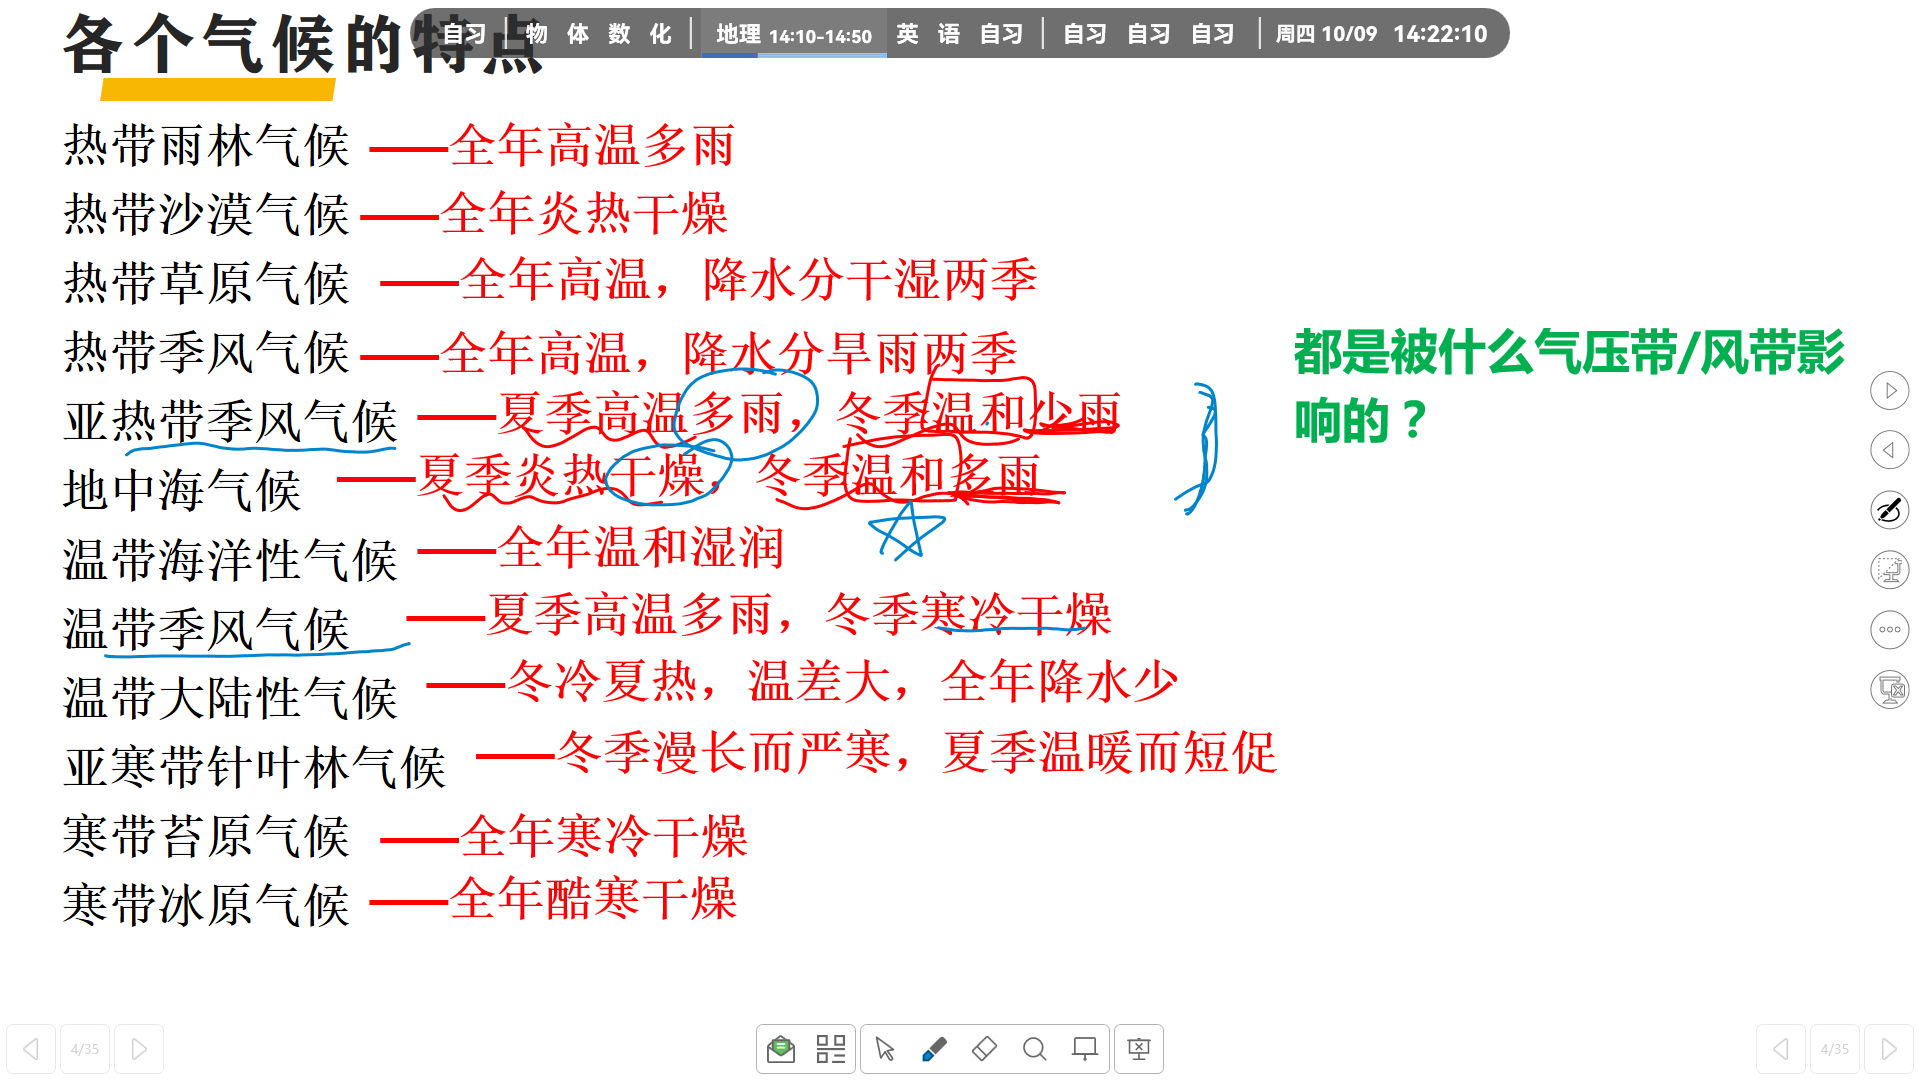 各个气候的特点
自习 物 体 数 化 地理 14:10-14:50 英 语 自习 自习 自习 自习 周四 10/09 14:22:10
热带雨林气候 ——全年高温多雨
热带沙漠气候 ——全年炎热干燥
热带草原气候 ——全年高温，降水分干湿两季
热带季风气候 ——全年高温，降水分旱雨两季
亚热带季风气候 ——夏季高温多雨，冬季温和少雨
地中海气候 ——夏季炎热干燥，冬季温和多雨
温带海洋性气候 ——全年温和湿润
温带季风气候 ——夏季高温多雨，冬季寒冷干燥
温带大陆性气候 ——冬冷夏热，温差大，全年降水少
亚寒带针叶林气候 ——冬季漫长而严寒，夏季温暖而短促
寒带苔原气候 ——全年寒冷干燥
寒带冰原气候 ——全年酷寒干燥
都是被什么气压带/风带影
响的？
4/35
4/35